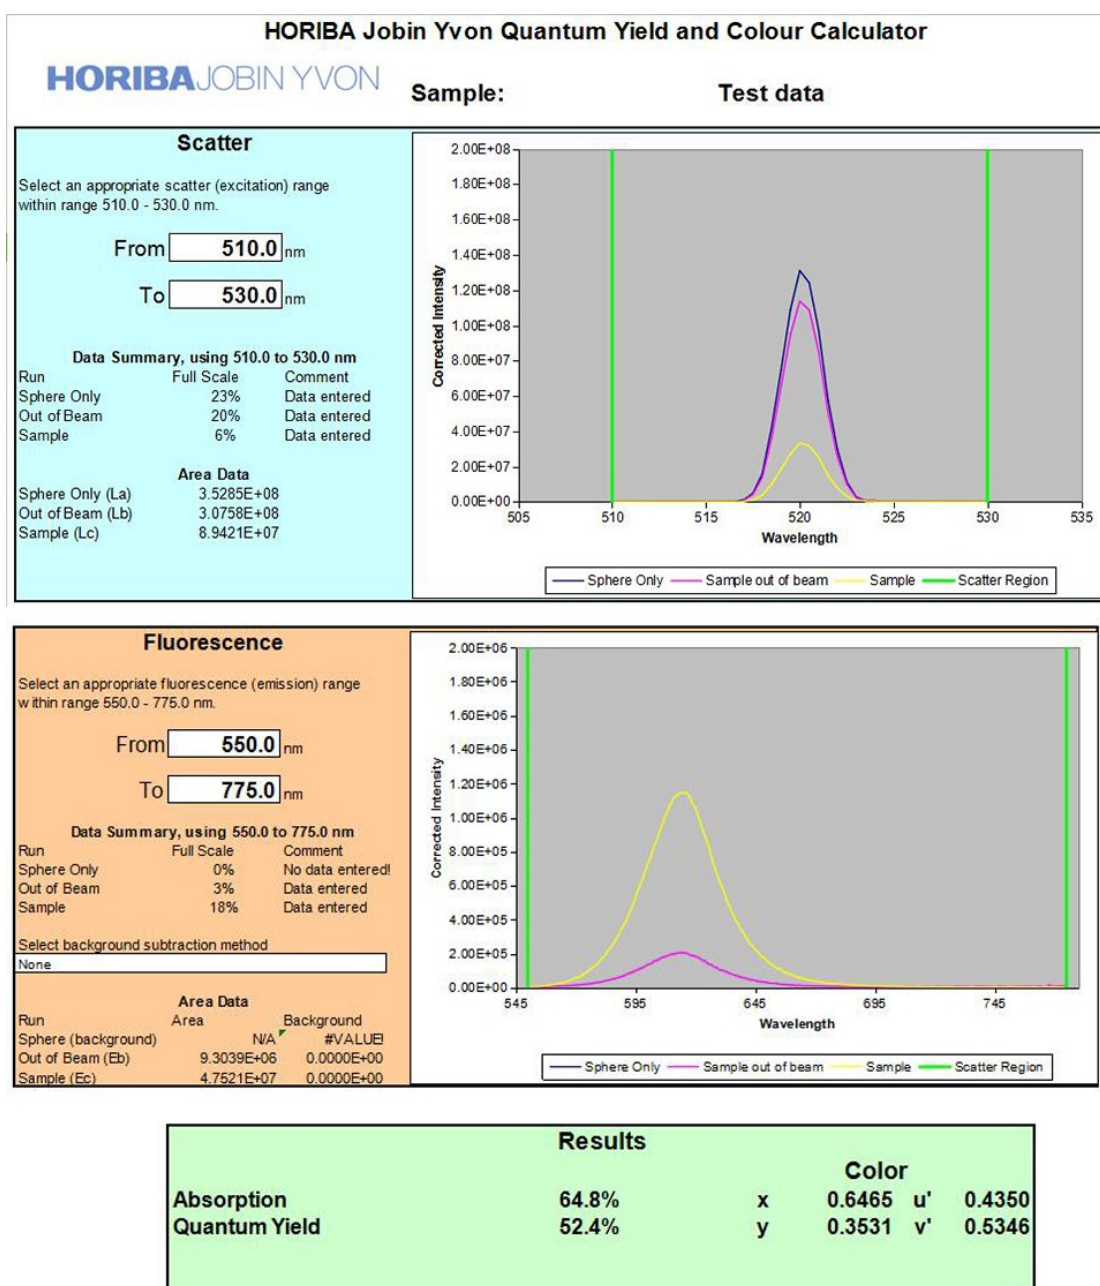 HORIBA Jobin Yvon Quantum Yield and Colour Calculator
HORIBA JOBIN YVON
Sample: Test data
Scatter
Select an appropriate scatter (excitation) range
within range 510.0 - 530.0 nm.
From 510.0 nm
To 530.0 nm
Data Summary, using 510.0 to 530.0 nm
Run Full Scale Comment
Sphere Only 23% Data entered
Out of Beam 20% Data entered
Sample 6% Data entered
Area Data
Sphere Only (La) 3.5285E+08
Out of Beam (Lb) 3.0758E+08
Sample (Lc) 8.9421E+07
Corrected Intensity
2.00E+08
1.80E+08
1.60E+08
1.40E+08
1.20E+08
1.00E+08
8.00E+07
6.00E+07
4.00E+07
2.00E+07
0.00E+00
505 510 515 520 525 530 535
Wavelength
Sphere Only Sample out of beam Sample Scatter Region
Fluorescence
Select an appropriate fluorescence (emission) range
within range 550.0 - 775.0 nm.
From 550.0 nm
To 775.0 nm
Data Summary, using 550.0 to 775.0 nm
Run Full Scale Comment
Sphere Only 0% No data entered!
Out of Beam 3% Data entered
Sample 18% Data entered
Select background subtraction method
None
Area Data
Run Area Background
Sphere (background) N/A #VALUE!
Out of Beam (Eb) 9.3039E+06 0.0000E+00
Sample (Ec) 4.7521E+07 0.0000E+00
Corrected Intensity
2.00E+06
1.80E+06
1.60E+06
1.40E+06
1.20E+06
1.00E+06
8.00E+05
6.00E+05
4.00E+05
2.00E+05
0.00E+00
545 595 645 695 745
Wavelength
Sphere Only Sample out of beam Sample Scatter Region
Results
Color
Absorption 64.8% x 0.6465 u' 0.4350
Quantum Yield 52.4% y 0.3531 v' 0.5346